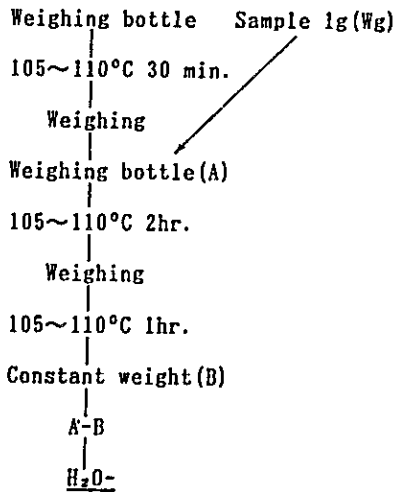 Weighing bottle Sample 1g(Wg)
105~110°C 30 min.
Weighing
Weighing bottle(A)
105~110°C 2hr.
Weighing
105~110°C 1hr.
Constant weight(B)
A-B
H₂O-